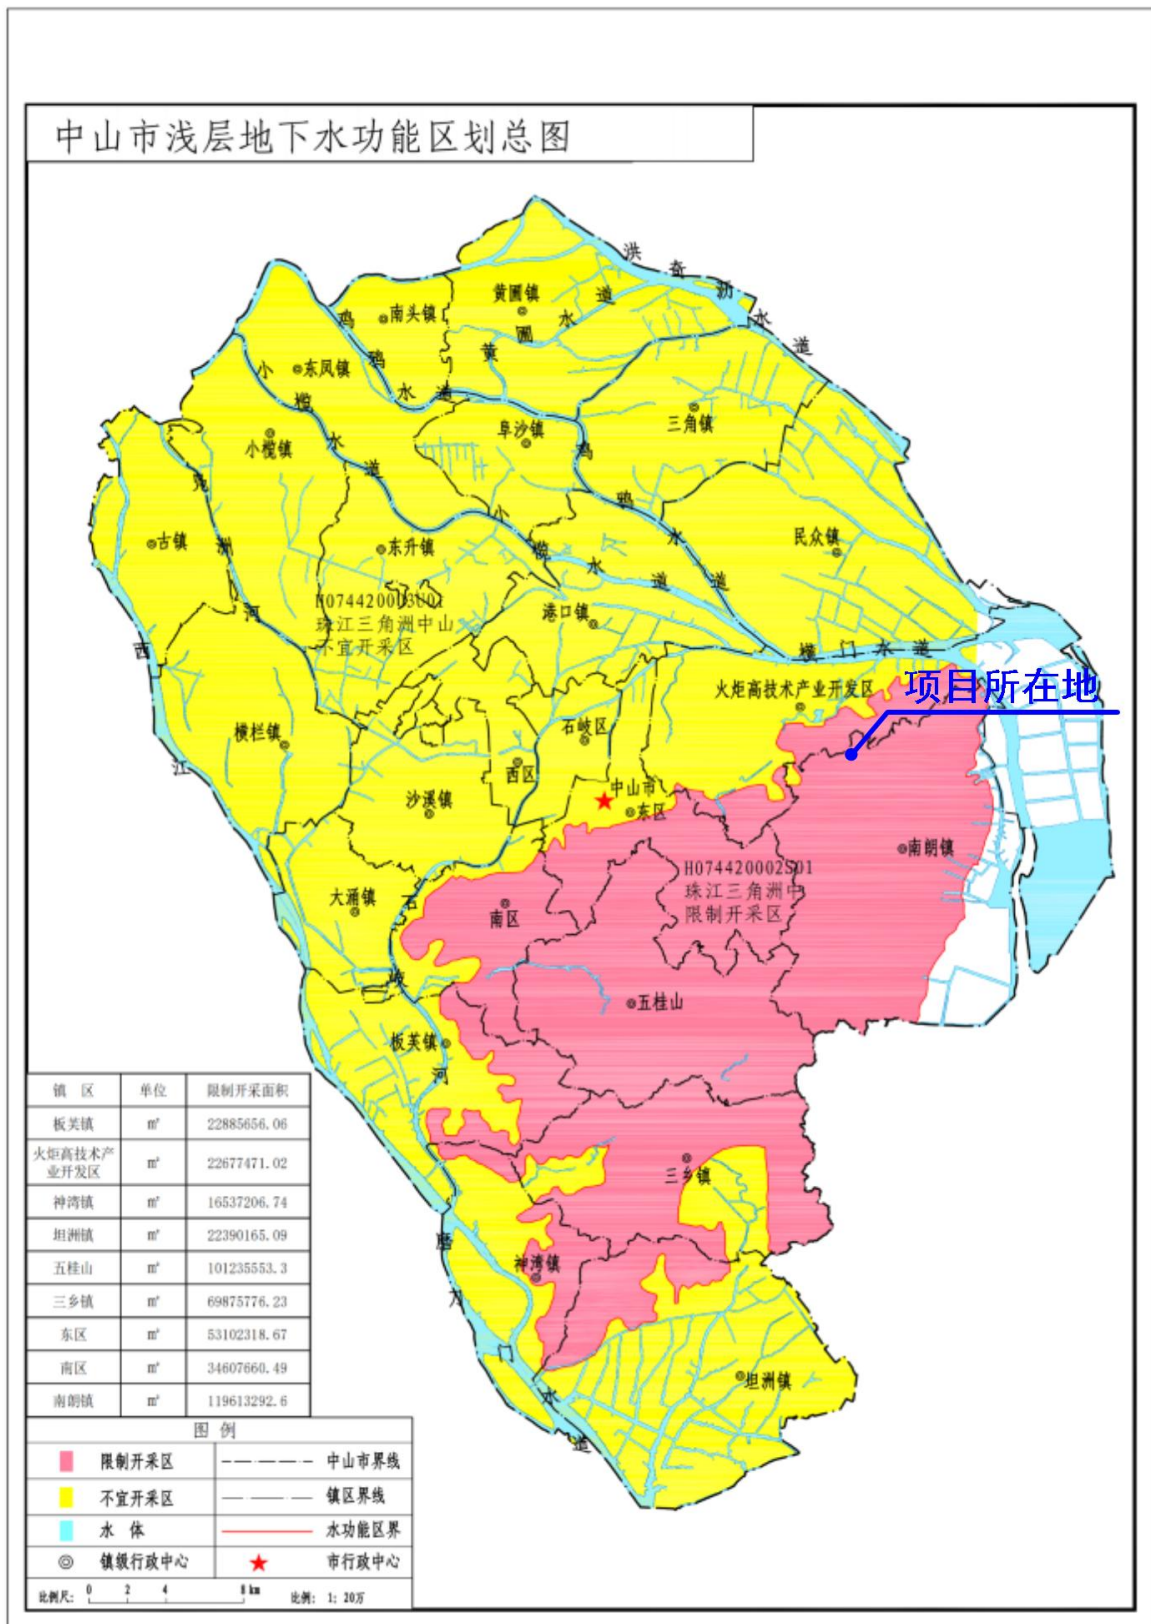 中山市浅层地下水功能区划总图
洪奇沥水道
黄圃镇
黄圃水道
南头镇
鸡鸦水道
东凤镇
小榄水道
三角镇
阜沙镇
小榄镇
鸡鸦水道
凫洲河
小榄水道
古镇
东升镇
民众镇
H074420003U01
珠江三角洲中山
不宜开采区
港口镇
西江
横门水道
火炬高技术产业开发区
项目所在地
横栏镇
石岐区
西区
中山市
东区
沙溪镇
南朗镇
H074420002S01
珠江三角洲中
限制开采区
大涌镇
石岐河
南区
五桂山
板芙镇
三乡镇
神湾镇
磨刀门水道
坦洲镇
镇 区 单位 限制开采面积
板芙镇 m² 22885656.06
火炬高技术产
业开发区 m² 22677471.02
神湾镇 m² 16537206.74
坦洲镇 m² 22390165.09
五桂山 m² 101235553.3
三乡镇 m² 69875776.23
东区 m² 53102318.67
南区 m² 34607660.49
南朗镇 m² 119613292.6
图 例
限制开采区 中山市界线
不宜开采区 镇区界线
水 体 水功能区界
镇级行政中心 市行政中心
比例尺: 0 2 4 8 km 比例: 1: 20万